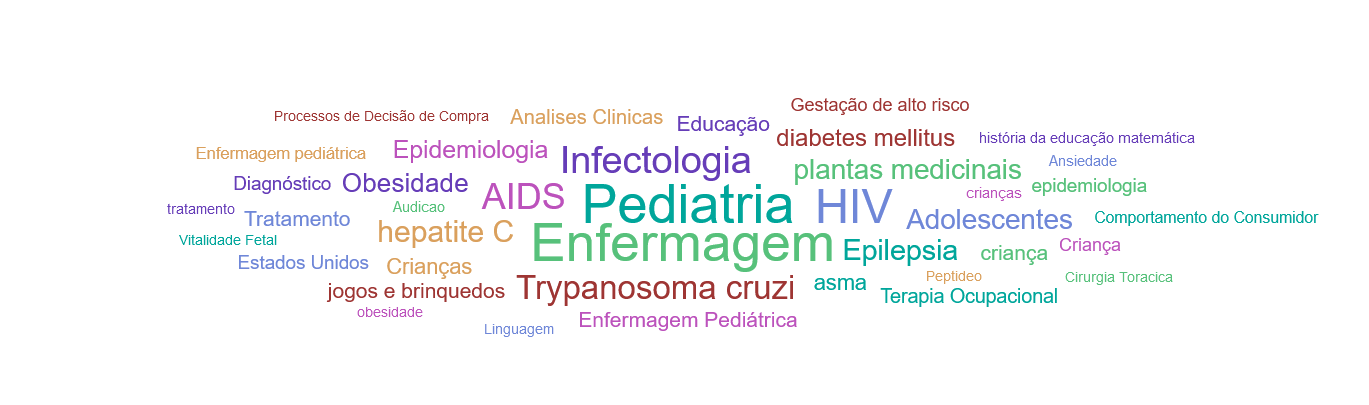 Gestação de alto risco
Processos de Decisão de Compra
Analises Clinicas
Educação
diabetes mellitus
história da educação matemática
Enfermagem pediátrica
Epidemiologia
Infectologia
plantas medicinais
Ansiedade
Diagnóstico
Obesidade
AIDS
Pediatria
HIV
crianças
epidemiologia
tratamento
Tratamento
Audicao
Adolescentes
Comportamento do Consumidor
Vitalidade Fetal
hepatite C
Enfermagem
Epilepsia
criança
Criança
Estados Unidos
Crianças
Peptideo
Cirurgia Toracica
jogos e brinquedos
Trypanosoma cruzi
asma
Terapia Ocupacional
obesidade
Enfermagem Pediátrica
Linguagem